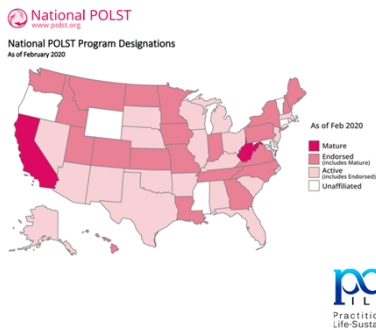 National POLST
www.polst.org
National POLST Program Designations
As of February 2020
As of Feb 2020
Mature
Endorsed
(includes Mature)
Active
(includes Endorsed)
Unaffiliated
Practitio
Life-Susta